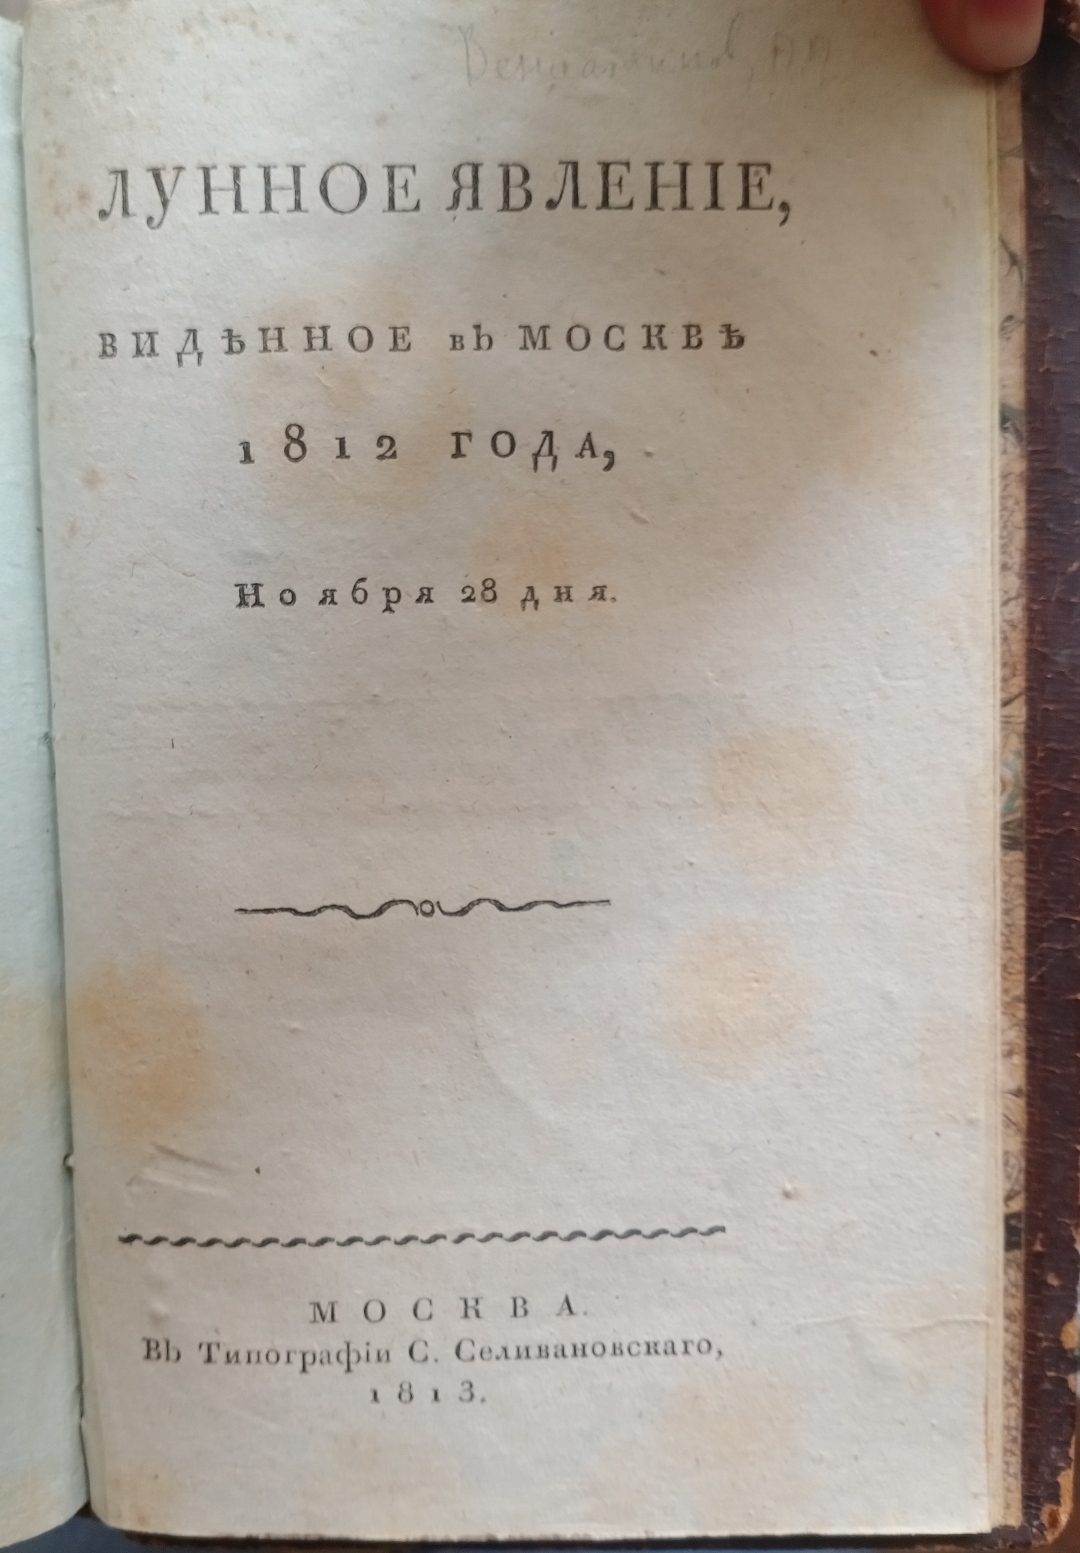 ЛУННОЕ ЯВЛЕНІЕ,
ВИДѢННОЕ въ МОСКВѢ
1812 ГОДА,
Ноября 28 дня.
МОСКВА.
Въ Типографіи С. Селивановскаго,
1813.